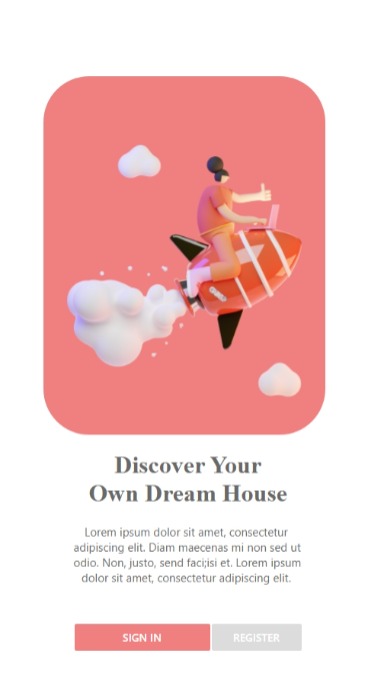 Discover Your
Own Dream House
Lorem ipsum dolor sit amet, consectetur
adipiscing elit. Diam maecenas mi non sed ut
odio. Non, justo, send faci;isi et. Lorem ipsum
dolor sit amet, consectetur adipiscing elit.
SIGN IN
REGISTER